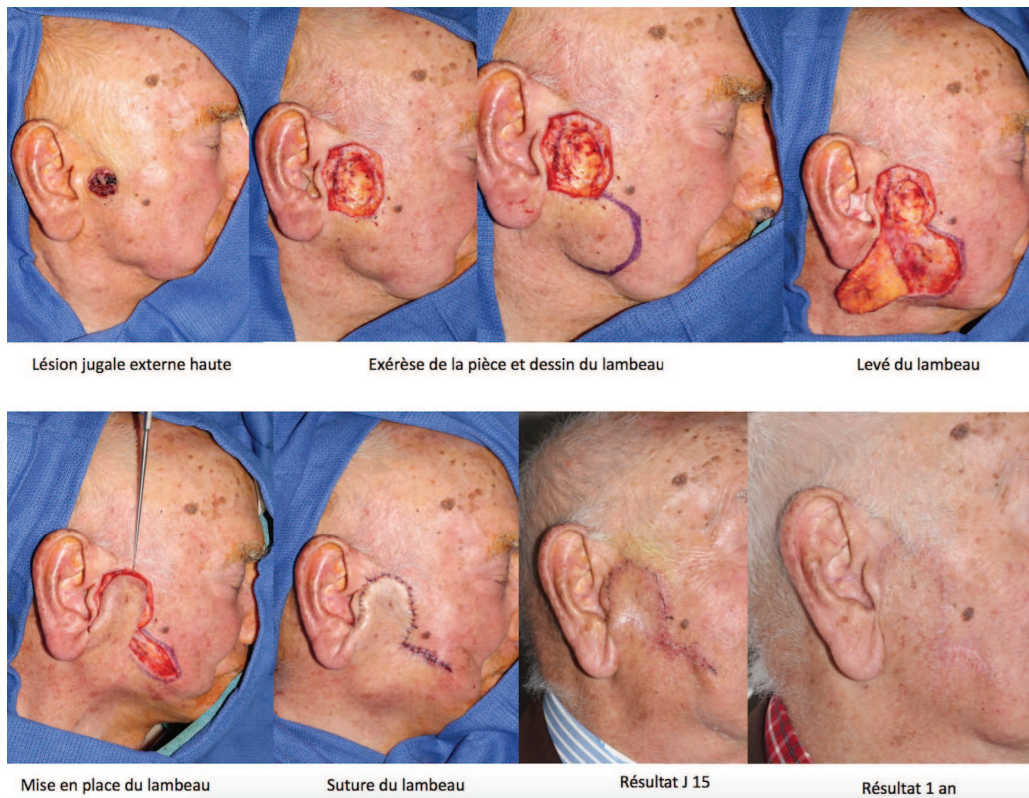 Lésion jugale externe haute
Exérèse de la pièce et dessin du lambeau
Levé du lambeau
Mise en place du lambeau
Suture du lambeau
Résultat J 15
Résultat 1 an